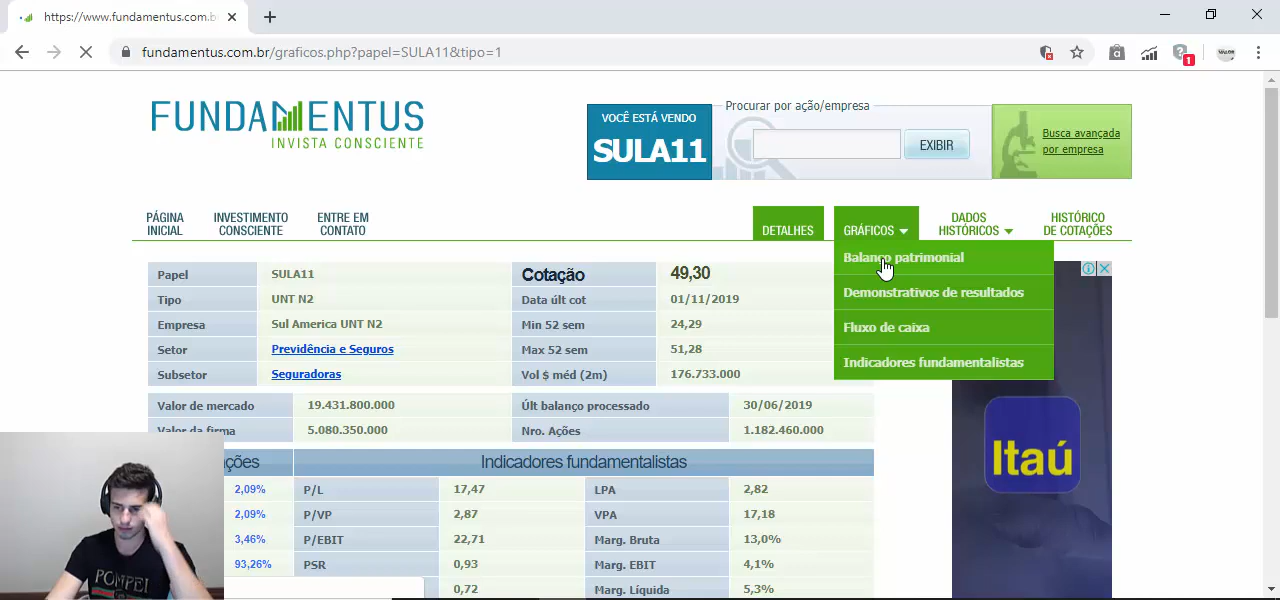 https://www.fundamentus.com.b
fundamentus.com.br/graficos.php?papel=SULA11&tipo=1
1
FUNDAMENTUS
INVISTA CONSCIENTE
VOCÊ ESTÁ VENDO
SULA11
Procurar por ação/empresa
EXIBIR
Busca avançada
por empresa
PÁGINA
INICIAL
INVESTIMENTO
CONSCIENTE
ENTRE EM
CONTATO
DETALHES
GRÁFICOS
DADOS
HISTÓRICOS
HISTÓRICO
DE COTAÇÕES
Balanço patrimonial
Demonstrativos de resultados
Fluxo de caixa
Indicadores fundamentalistas
Papel SULA11 Cotação 49,30
Tipo UNT N2 Data últ cot 01/11/2019
Empresa Sul America UNT N2 Min 52 sem 24,29
Setor Previdência e Seguros Max 52 sem 51,28
Subsetor Seguradoras Vol $ méd (2m) 176.733.000
Valor de mercado 19.431.800.000 Últ balanço processado 30/06/2019
Valor da firma 5.080.350.000 Nro. Ações 1.182.460.000
ções Indicadores fundamentalistas
2,09% P/L 17,47 LPA 2,82
2,09% P/VP 2,87 VPA 17,18
3,46% P/EBIT 22,71 Marg. Bruta 13,0%
93,26% PSR 0,93 Marg. EBIT 4,1%
0,72 Marg. Líquida 5,3%
Itaú
POMPEI